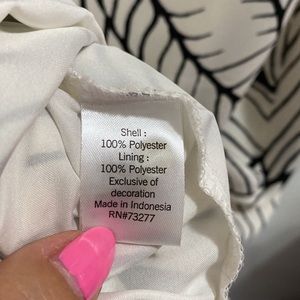 Shell :
100% Polyester
Lining :
100% Polyester
Exclusive of
decoration
Made in Indonesia
RN#73277